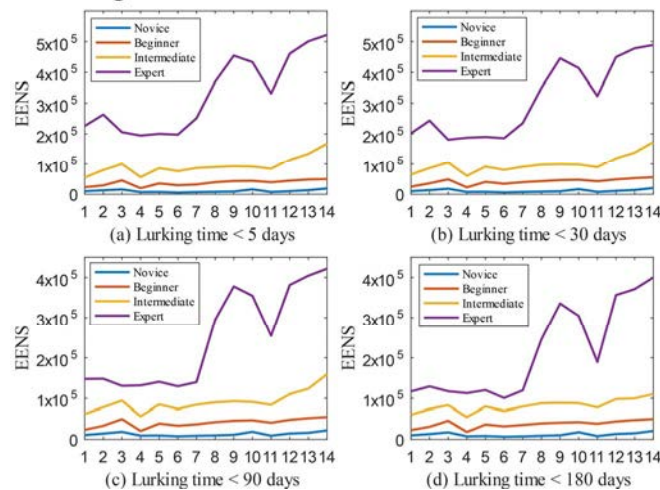 5x10 5
4x10 5
3x10 5
2x10 5
1x10 5
0
EENS
Novice
Beginner
Intermediate
Expert
1 2 3 4 5 6 7 8 9 10 11 12 13 14
(a) Lurking time < 5 days
5x10 5
4x10 5
3x10 5
2x10 5
1x10 5
0
EENS
Novice
Beginner
Intermediate
Expert
1 2 3 4 5 6 7 8 9 10 11 12 13 14
(b) Lurking time < 30 days
4x10 5
3x10 5
2x10 5
1x10 5
0
EENS
Novice
Beginner
Intermediate
Expert
1 2 3 4 5 6 7 8 9 10 11 12 13 14
(c) Lurking time < 90 days
4x10 5
3x10 5
2x10 5
1x10 5
0
EENS
Novice
Beginner
Intermediate
Expert
1 2 3 4 5 6 7 8 9 10 11 12 13 14
(d) Lurking time < 180 days